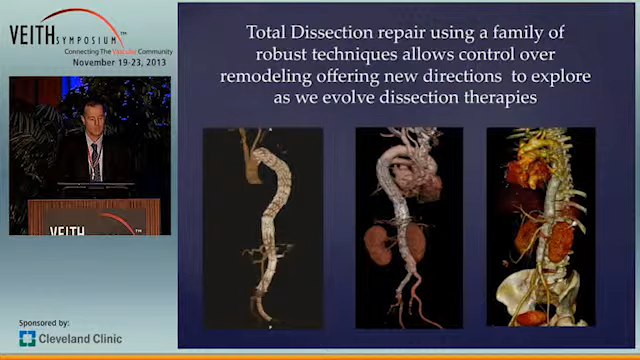 VEITHSYMPOSIUM™
Connecting The Vascular Community
November 19-23, 2013
Total Dissection repair using a family of
robust techniques allows control over
remodeling offering new directions to explore
as we evolve dissection therapies
VEITH
Sponsored by:
Cleveland Clinic